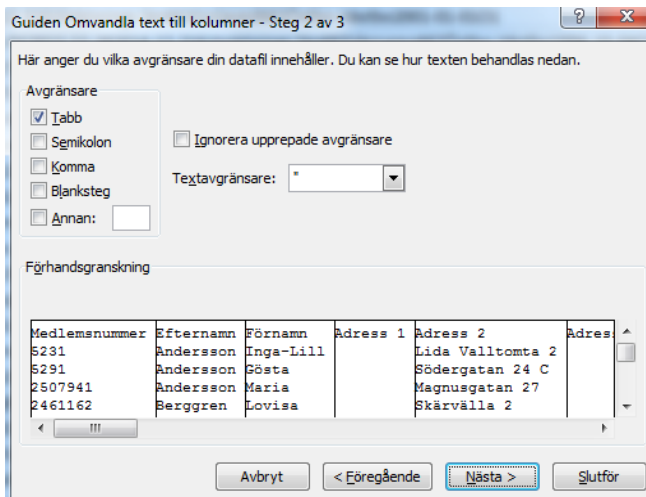 Guiden Omvandla text till kolumner - Steg 2 av 3
Här anger du vilka avgränsare din datafil innehåller. Du kan se hur texten behandlas nedan.
Avgränsare
Tabb
Semikolon
Komma
Blanksteg
Annan:
Ignorera upprepade avgränsare
Textavgränsare: "
Förhandsgranskning
Medlemsnummer Efternamn Förnamn Adress 1 Adress 2 Adres
5231 Andersson Inga-Lill Lida Valltomta 2
5291 Andersson Gösta Södergatan 24 C
2507941 Andersson Maria Magnusgatan 27
2461162 Berggren Lovisa Skärvälla 2
Avbryt < Föregående Nästa > Slutför